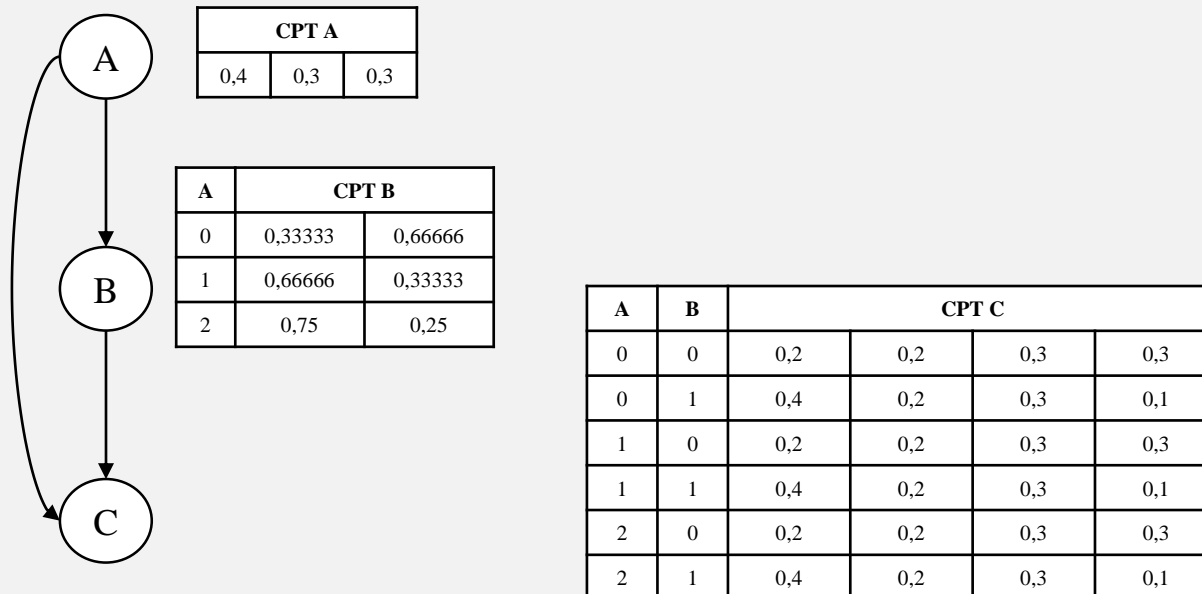 A
CPT A
0,4 0,3 0,3
A CPT B
0 0,33333 0,66666
1 0,66666 0,33333
2 0,75 0,25
B
A B CPT C
0 0 0,2 0,2 0,3 0,3
0 1 0,4 0,2 0,3 0,1
1 0 0,2 0,2 0,3 0,3
1 1 0,4 0,2 0,3 0,1
2 0 0,2 0,2 0,3 0,3
2 1 0,4 0,2 0,3 0,1
C